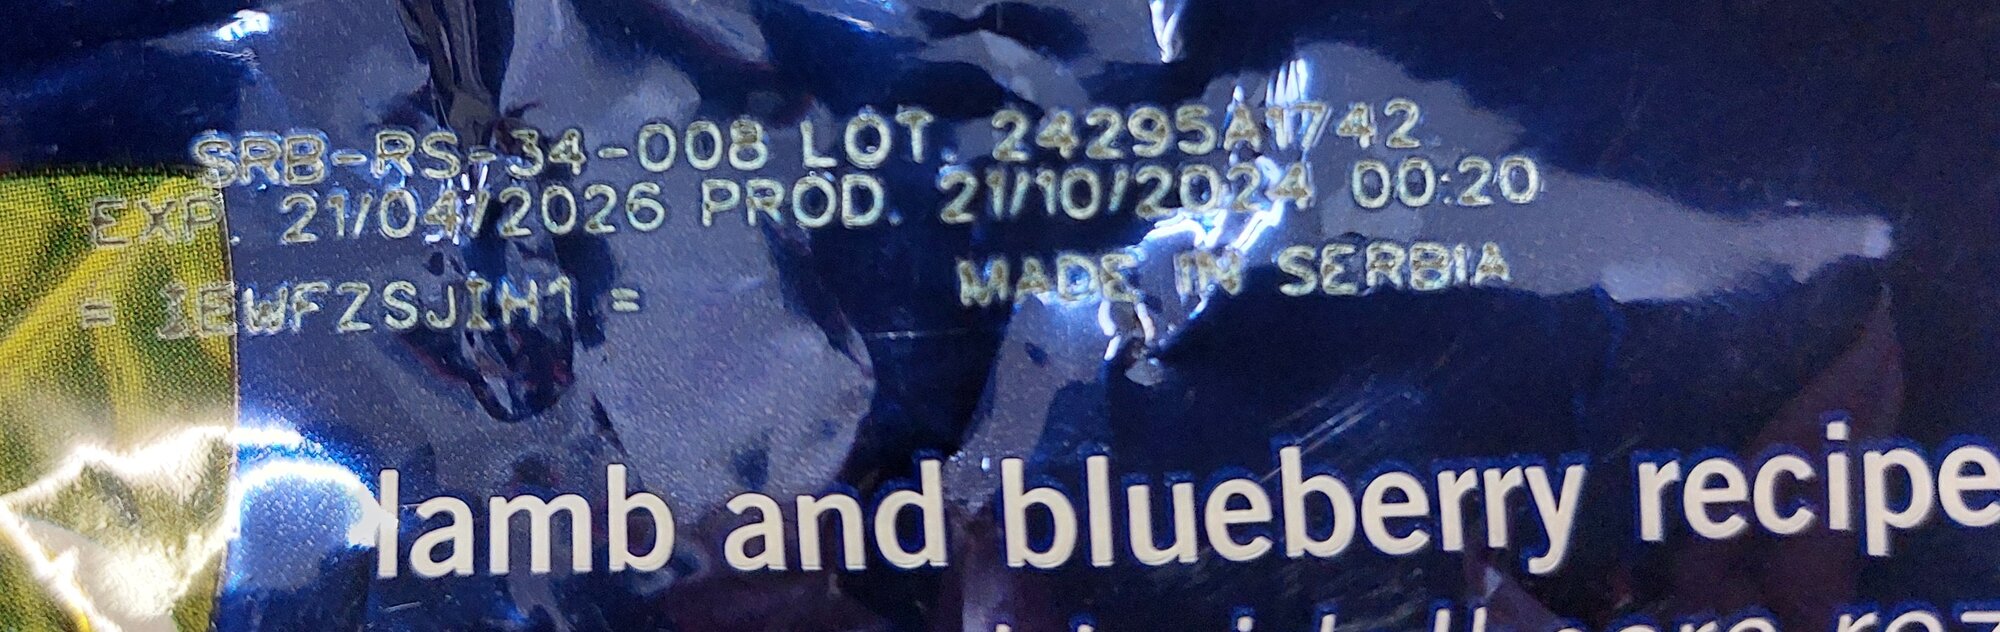 SRB-RS-34-008 LOT. 24295A1742
EXP. 21/04/2026 PROD. 21/10/2024 00:20
= IEWFZSJIH1 = MADE IN SERBIA
lamb and blueberry recipe